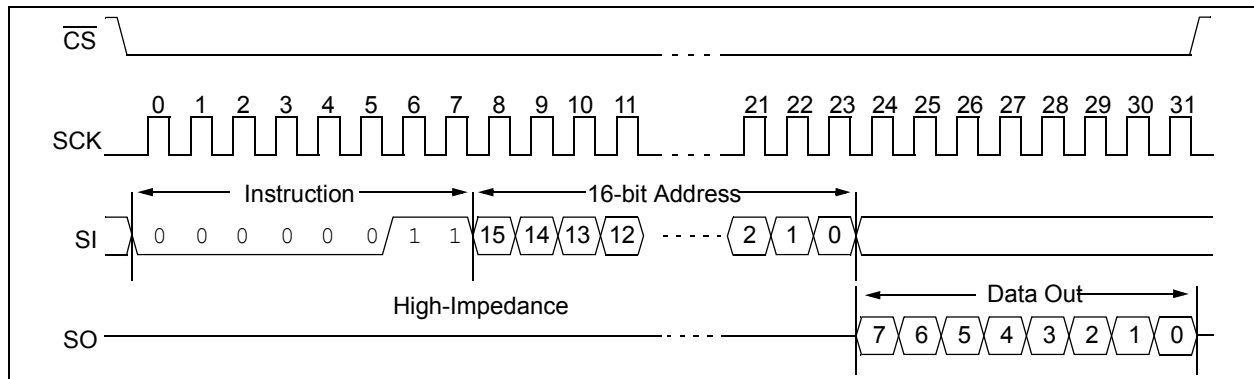 CS
0 1 2 3 4 5 6 7 8 9 10 11 21 22 23 24 25 26 27 28 29 30 31
SCK
Instruction 16-bit Address
SI 0 0 0 0 0 0 1 1 15 14 13 12 2 1 0
High-Impedance Data Out
SO 7 6 5 4 3 2 1 0